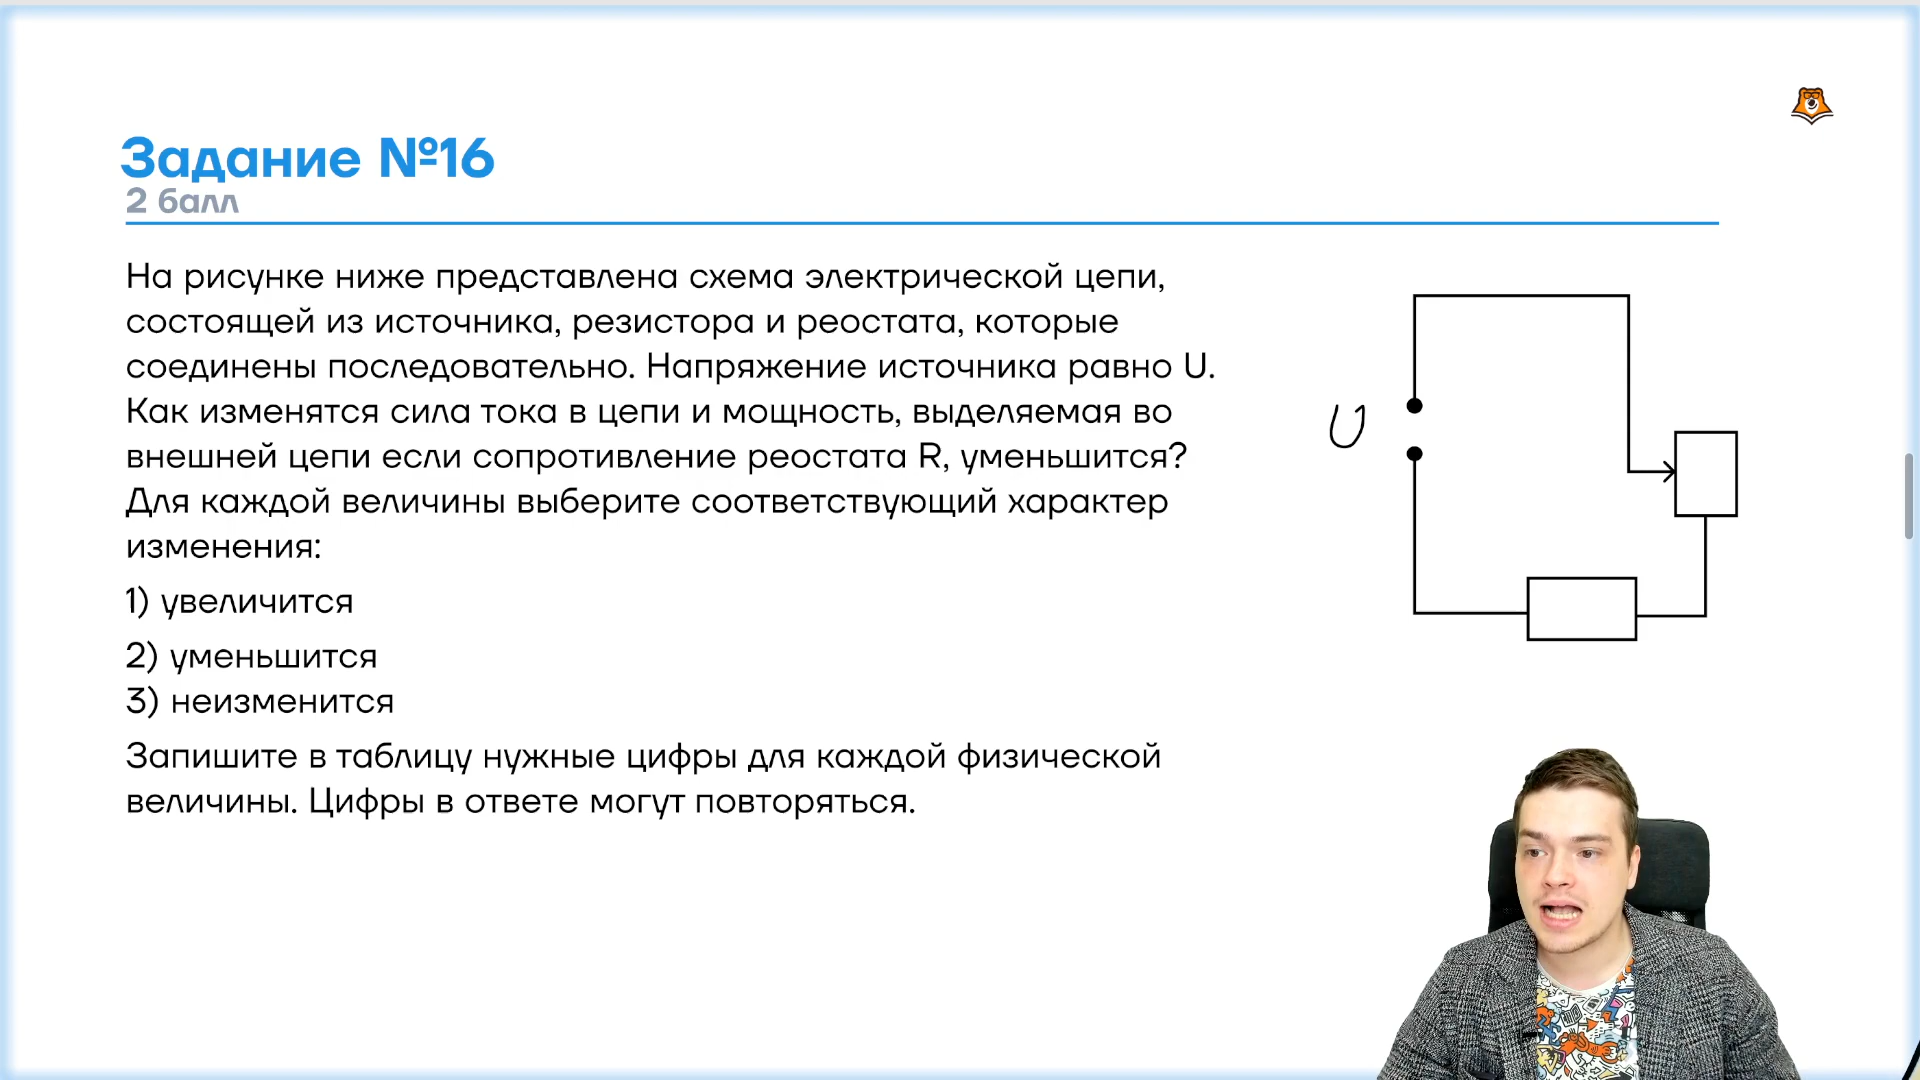 Задание №16
2 балл
На рисунке ниже представлена схема электрической цепи,
состоящей из источника, резистора и реостата, которые
соединены последовательно. Напряжение источника равно U.
Как изменятся сила тока в цепи и мощность, выделяемая во
внешней цепи если сопротивление реостата R, уменьшится?
Для каждой величины выберите соответствующий характер
изменения:
1) увеличится
2) уменьшится
3) неизменится
Запишите в таблицу нужные цифры для каждой физической
величины. Цифры в ответе могут повторяться.
U